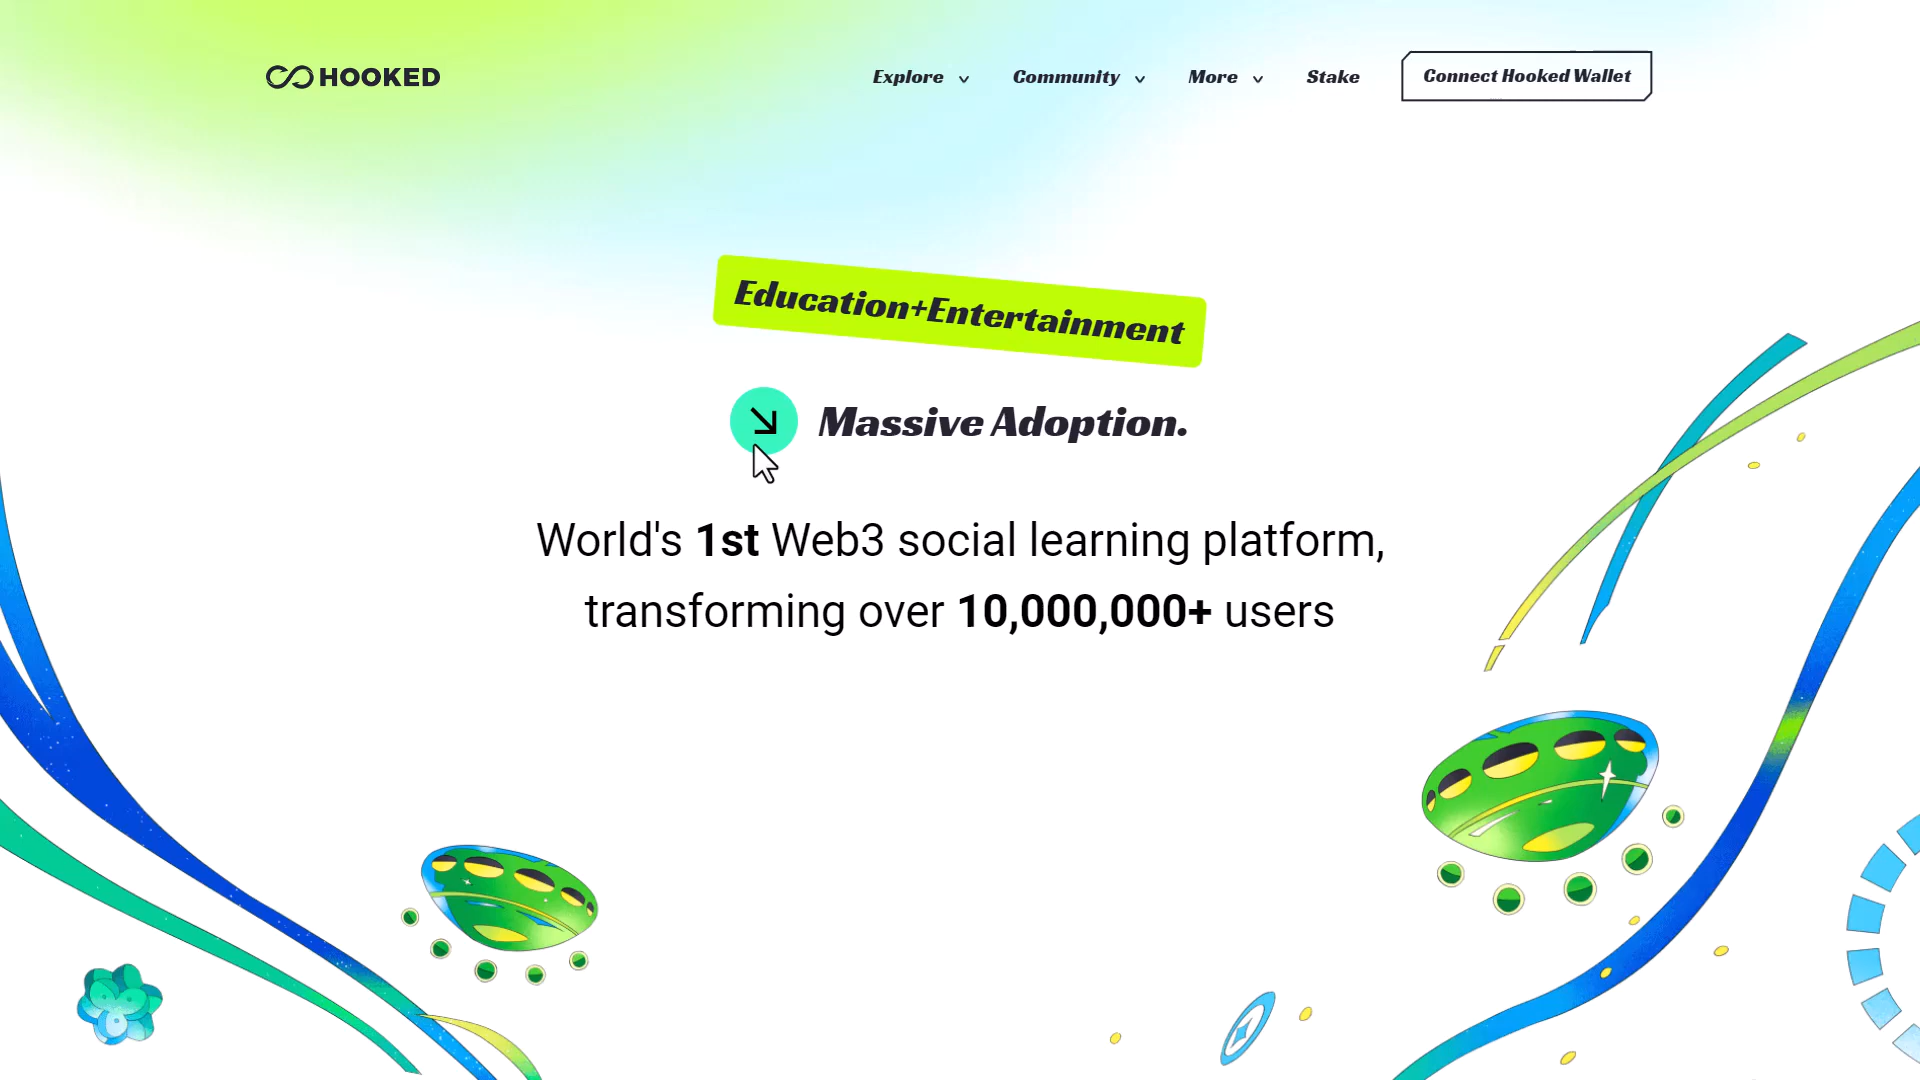 HOOKED
Explore
Community
More
Stake
Connect Hooked Wallet
Education+Entertainment
Massive Adoption.
World's 1st Web3 social learning platform,
transforming over 10,000,000+ users